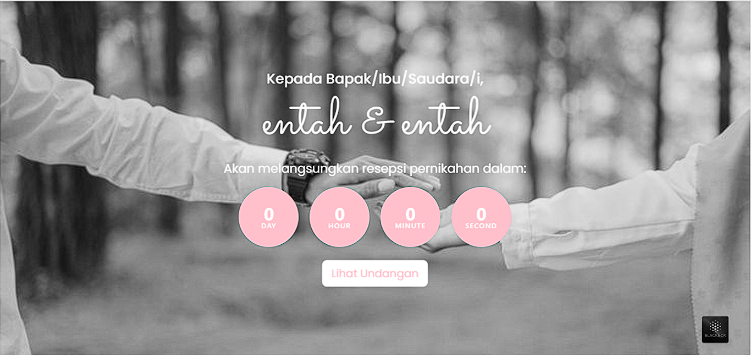 Kepada Bapak/Ibu/Saudara/i,
entah & entah
Akan melangsungkan resepsi pernikahan dalam:
0 0 0 0
DAY HOUR MINUTE SECOND
Lihat Undangan